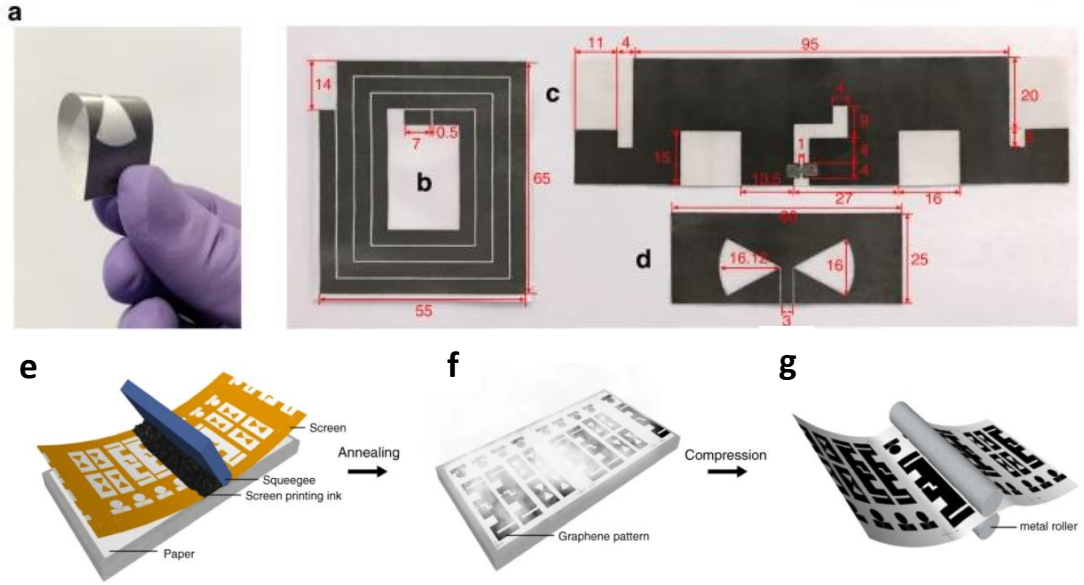 a
14
7
0.5
b
65
55
c
11
4
95
4
9
20
15
1
4
4
13.5
27
16
d
16.12
16
25
3
e
f
g
Screen
Squeegee
Screen printing ink
Paper
Annealing
Graphene pattern
Compression
metal roller